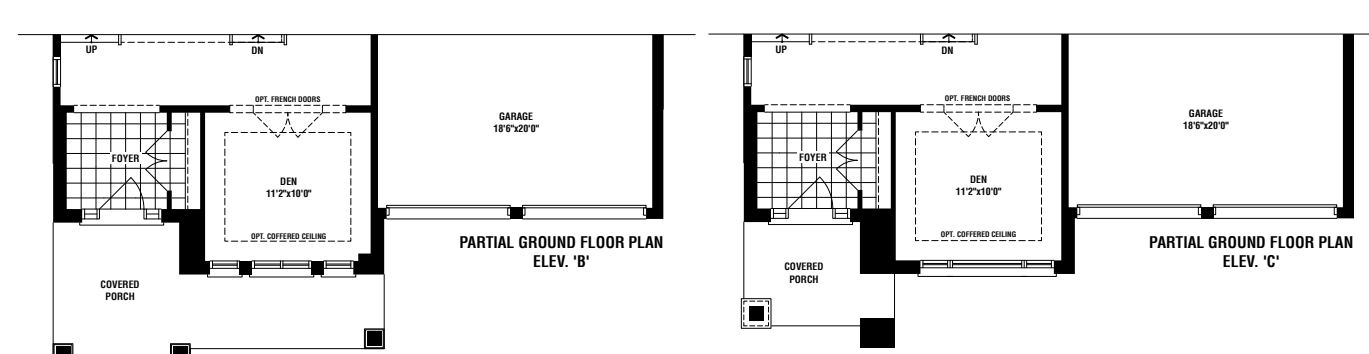 UP
DN
OPT. FRENCH DOORS
GARAGE
18'6"x20'0"
FOYER
DEN
11'2"x10'0"
OPT. COFFERED CEILING
PARTIAL GROUND FLOOR PLAN
ELEV. 'B'
COVERED
PORCH
UP
DN
OPT. FRENCH DOORS
GARAGE
18'6"x20'0"
FOYER
DEN
11'2"x10'0"
OPT. COFFERED CEILING
PARTIAL GROUND FLOOR PLAN
ELEV. 'C'
COVERED
PORCH